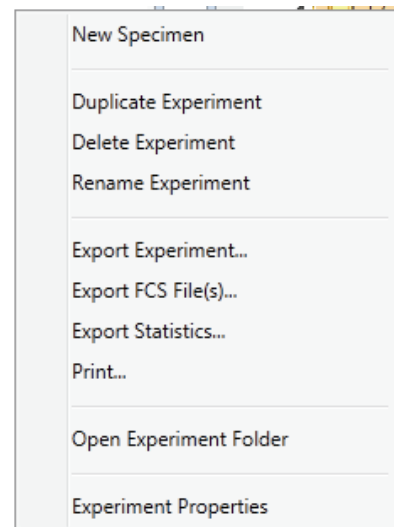 New Specimen
Duplicate Experiment
Delete Experiment
Rename Experiment
Export Experiment...
Export FCS File(s)...
Export Statistics...
Print...
Open Experiment Folder
Experiment Properties